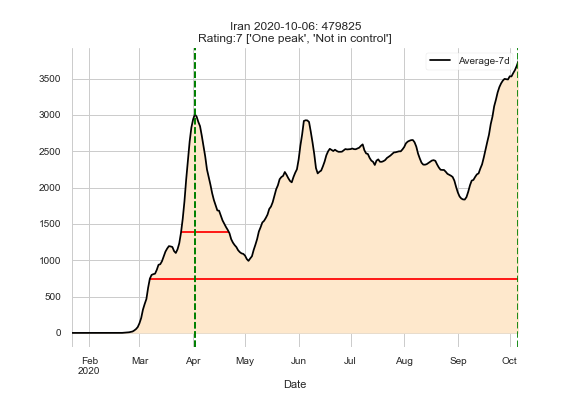 Iran 2020-10-06: 479825
Rating:7 ['One peak', 'Not in control']
Average-7d
3500
3000
2500
2000
1500
1000
500
0
Feb Mar Apr May Jun Jul Aug Sep Oct
2020
Date